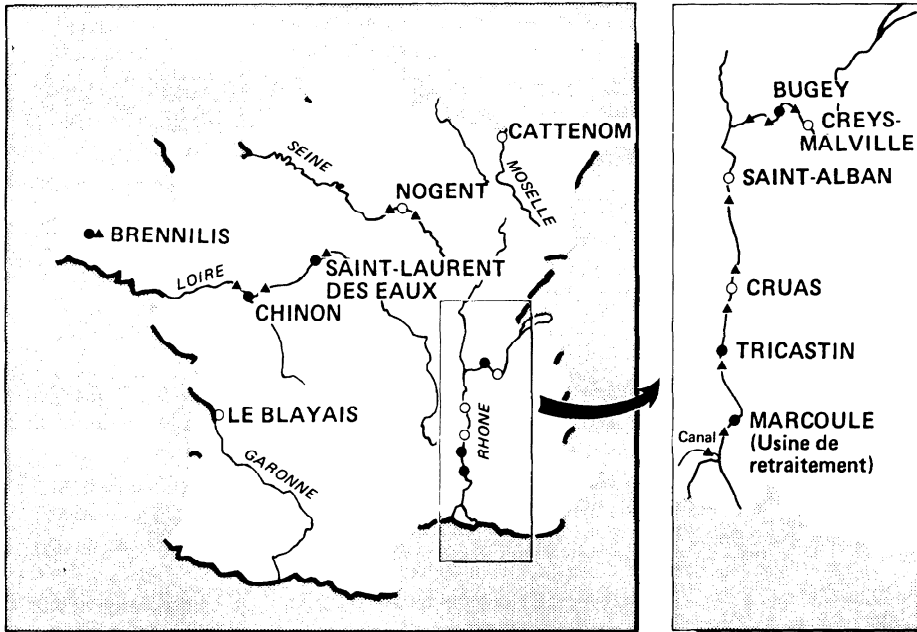 CATTENOM
SEINE
MOSELLE
NOGENT
BRENNILIS
SAINT-LAURENT
DES EAUX
LOIRE
CHINON
LE BLAYAIS
RHONE
GARONNE
BUGEY
CREYS-
MALVILLE
SAINT-ALBAN
CRUAS
TRICASTIN
MARCOULE
(Usine de
retraitement)
Canal